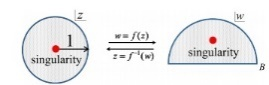 z
1
singularity
w = f(z)
z = f⁻¹(w)
w
singularity
B